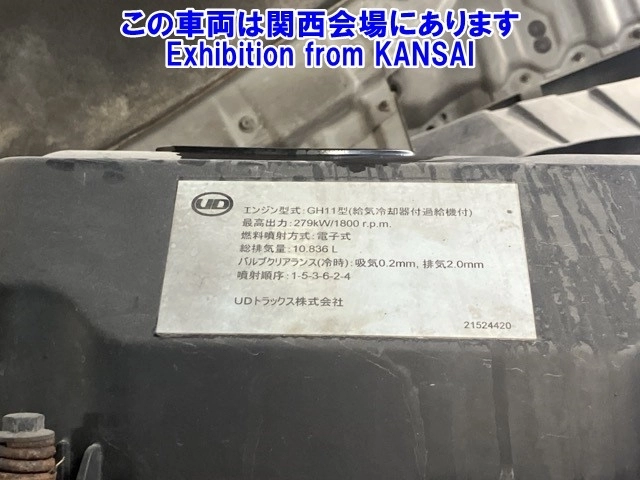 この車両は関西会場にあります
Exhibition from KANSAI
UD
エンジン型式:GH11型(給気冷却器付過給機付)
最高出力:279kW/1800 r.p.m.
燃料噴射方式:電子式
総排気量:10.836 L
バルブクリアランス(冷時):吸気0.2mm, 排気2.0mm
噴射順序:1-5-3-6-2-4
UDトラックス株式会社
21524420